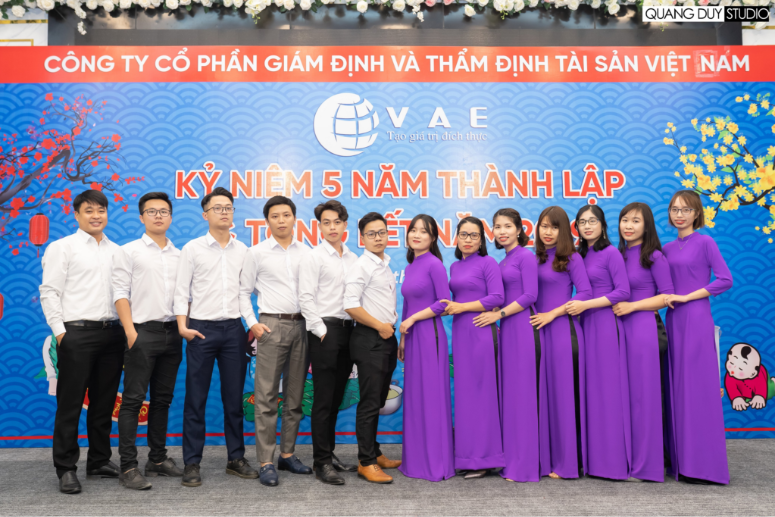 QUANG DUY STUDIO
CÔNG TY CỔ PHẦN GIÁM ĐỊNH VÀ THẨM ĐỊNH TÀI SẢN VIỆT NAM
VAE
Tạo giá trị đích thực
KỶ NIỆM 5 NĂM THÀNH LẬP